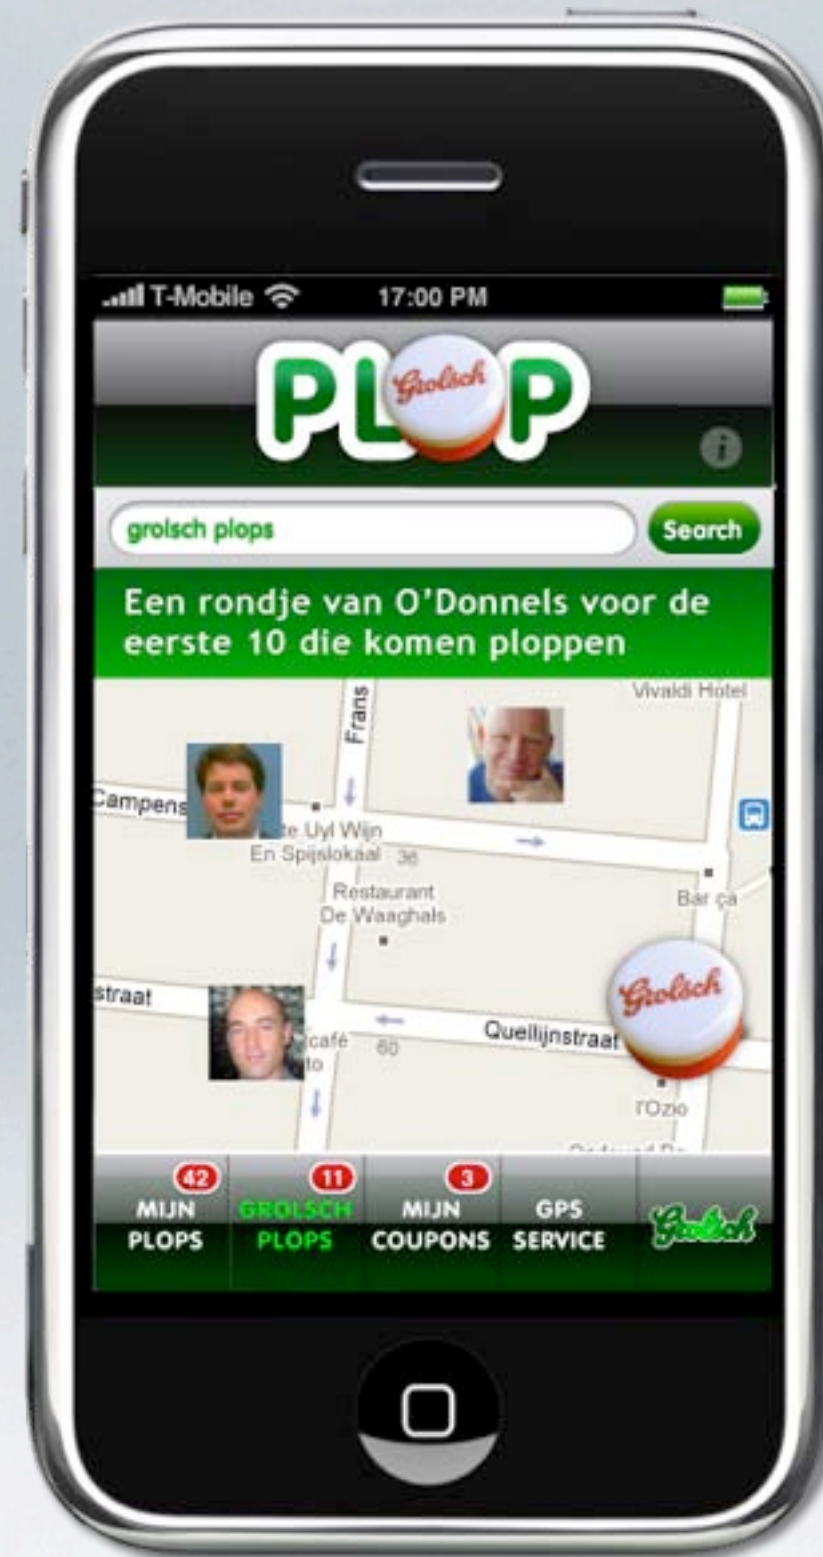 T-Mobile 17:00 PM
PLOP
Grolsch
grolsch plops
Search
Een rondje van O'Donnels voor de
eerste 10 die komen ploppen
Vivaldi Hotel
Frans
Campens
te Uyl Wijn
En Spijslokaal 36
Restaurant
De Waaghals
Bar ça
Grolsch
straat
Quellijnstraat
café 60
to
l'Ozio
42 11 3
MIJN PLOPS
GROLSCH PLOPS
MIJN COUPONS
GPS SERVICE
Grolsch